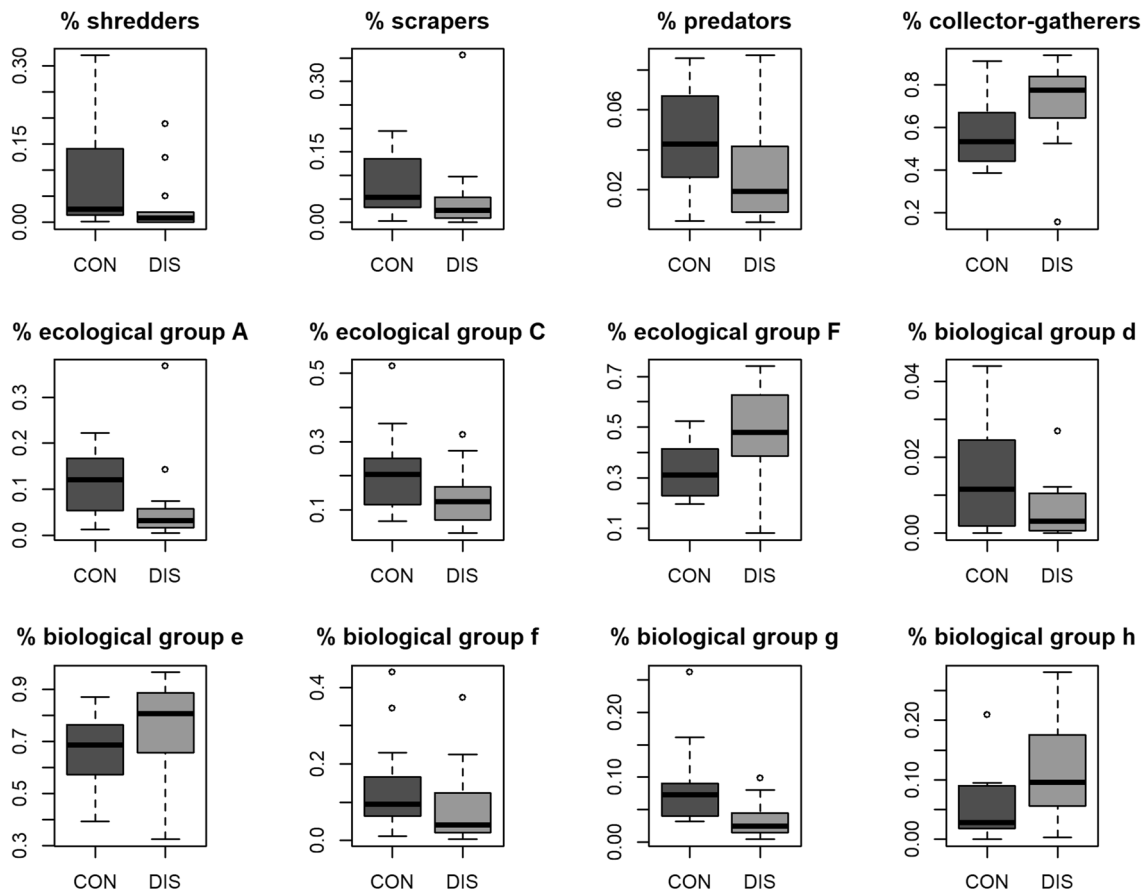 % shredders % scrapers % predators % collector-gatherers
0.30 0.30 0.06 0.8
0.15 0.15 0.02 0.6
0.00 0.00 0.4
0.2
CON DIS CON DIS CON DIS CON DIS
% ecological group A % ecological group C % ecological group F % biological group d
0.3 0.5 0.7 0.04
0.2 0.3 0.5 0.02
0.1 0.1 0.3 0.00
0.0 0.1
CON DIS CON DIS CON DIS CON DIS
% biological group e % biological group f % biological group g % biological group h
0.9 0.4 0.20 0.20
0.7 0.2 0.10 0.10
0.5 0.0 0.00 0.00
0.3
CON DIS CON DIS CON DIS CON DIS